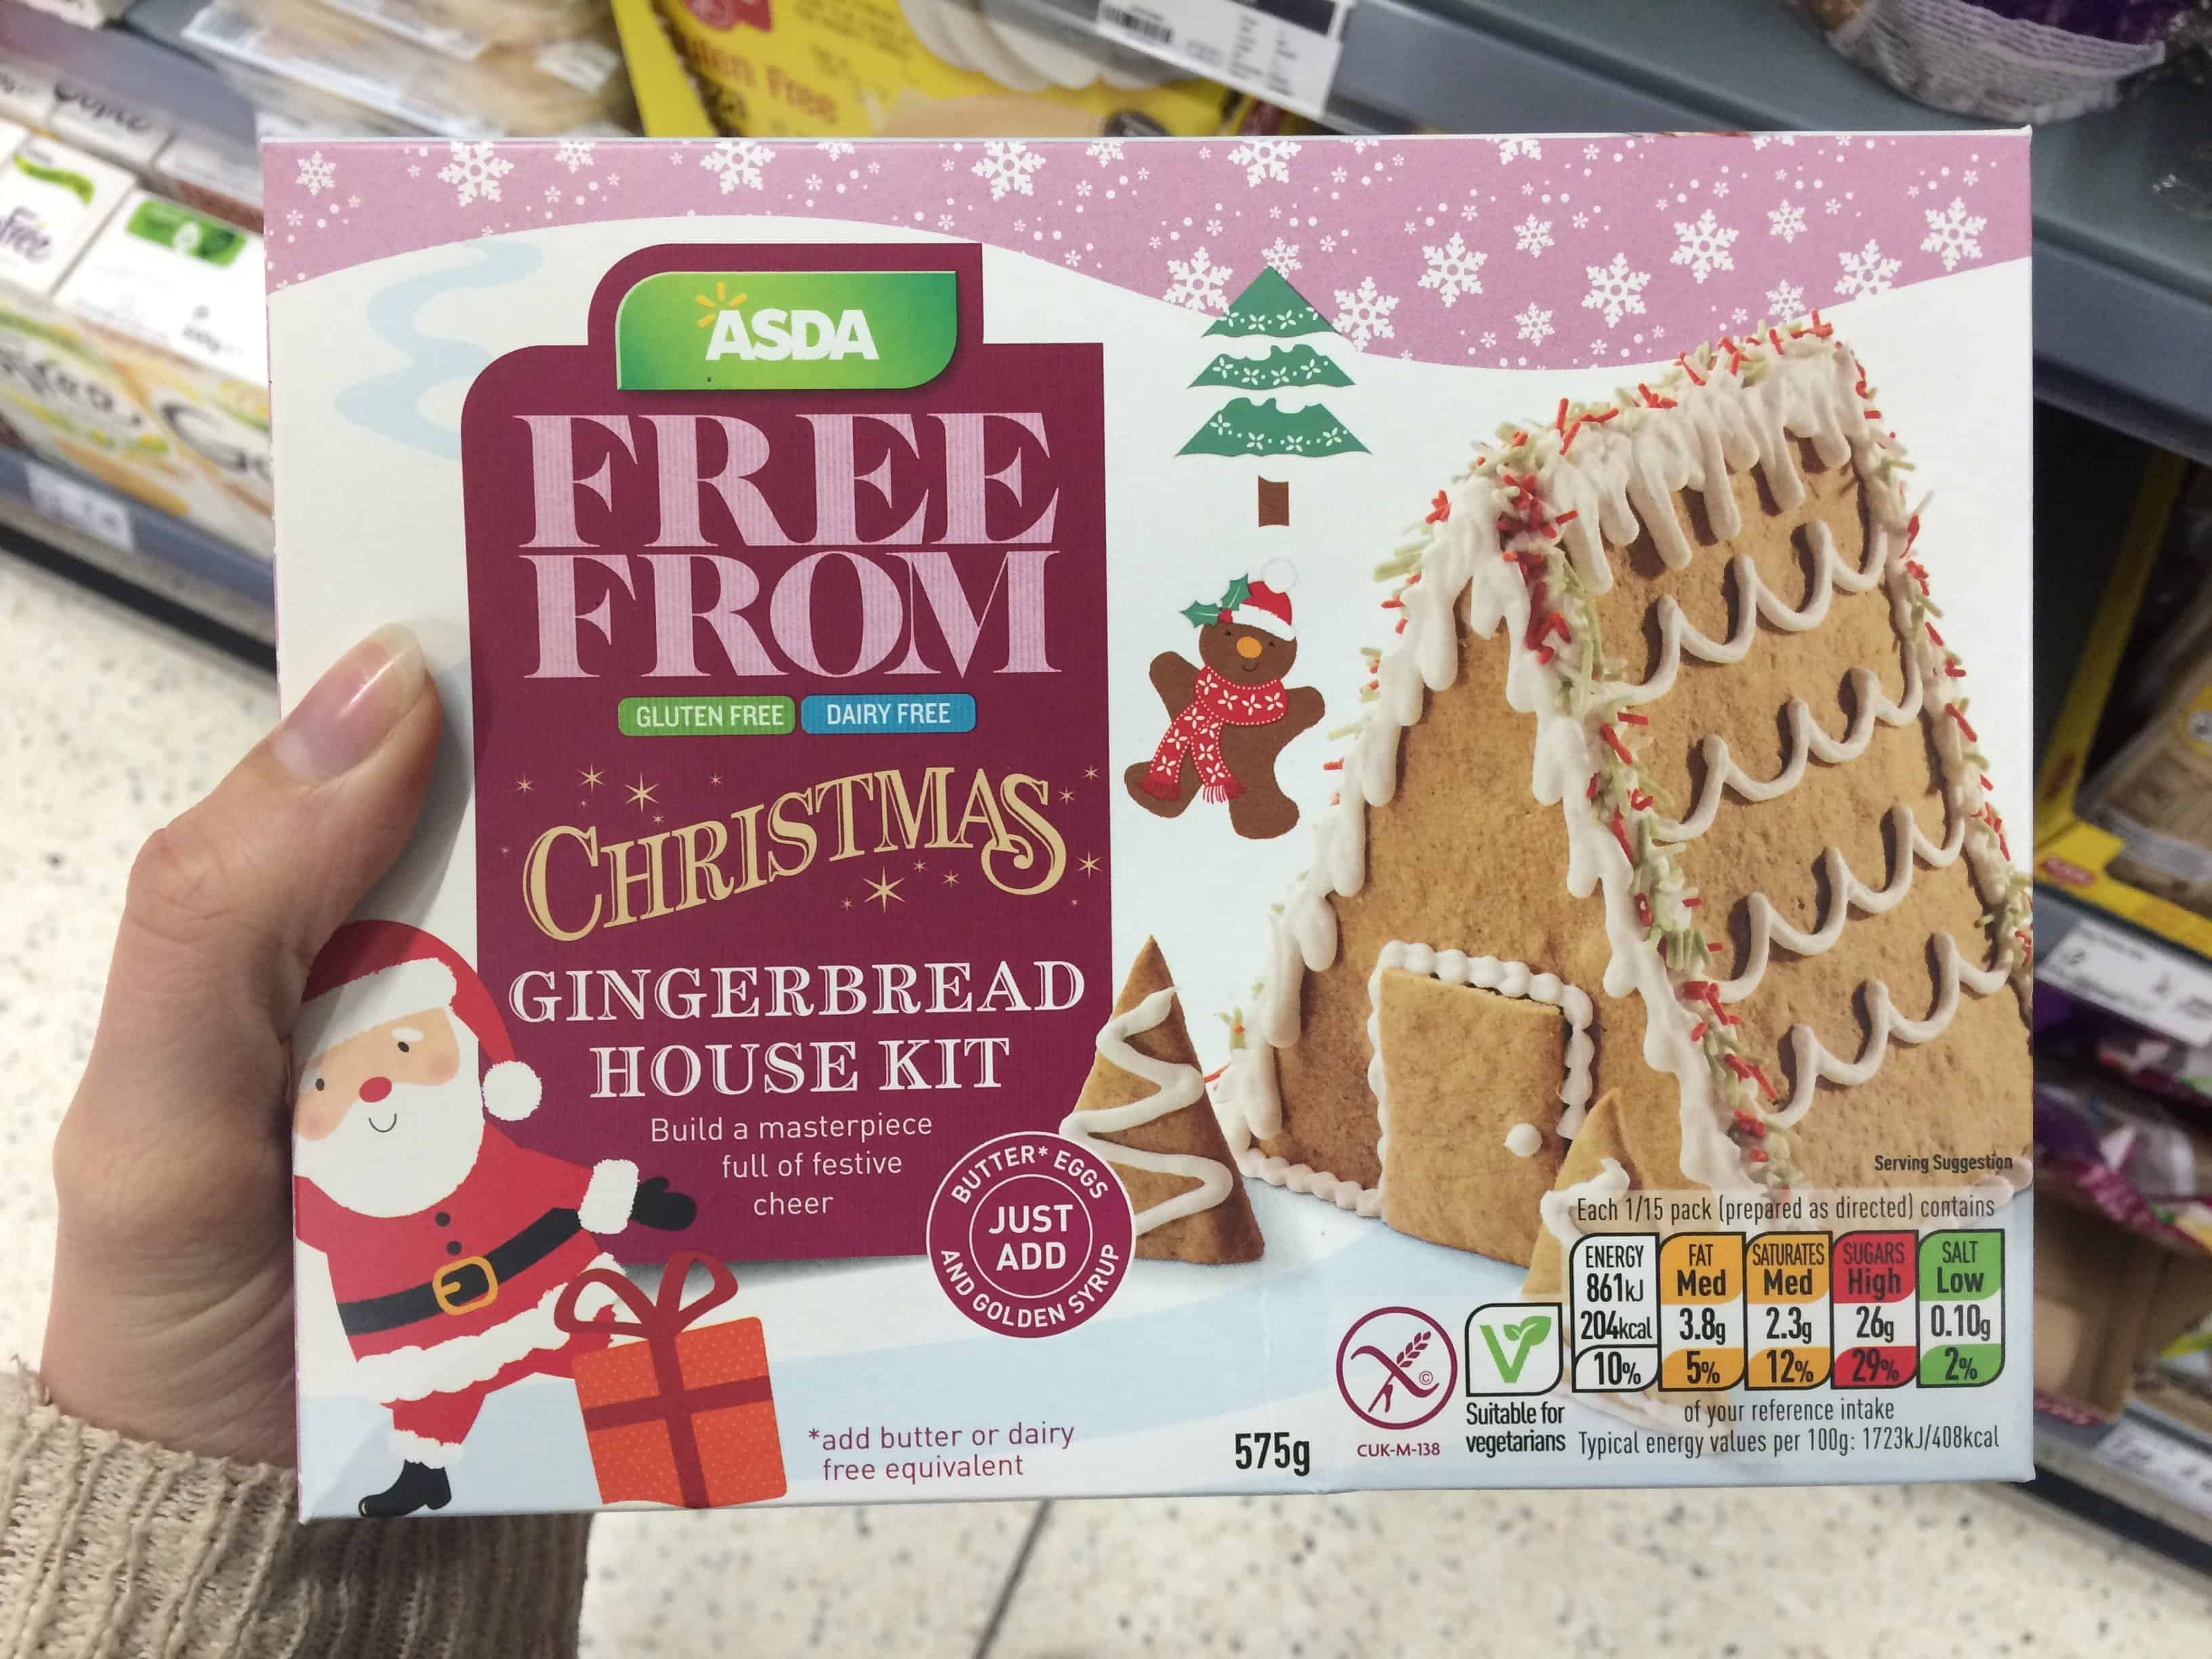 Gluten Free
Free
ASDA
FREE
FROM
GLUTEN FREE DAIRY FREE
CHRISTMAS
GINGERBREAD
HOUSE KIT
Build a masterpiece
full of festive
cheer
BUTTER* EGGS
JUST
ADD
AND GOLDEN SYRUP
*add butter or dairy
free equivalent
575g
CUK-M-138
V
Suitable for
vegetarians
Serving Suggestion
Each 1/15 pack (prepared as directed) contains
ENERGY FAT SATURATES SUGARS SALT
861kJ Med Med High Low
204kcal 3.8g 2.3g 26g 0.10g
10% 5% 12% 29% 2%
of your reference intake
Typical energy values per 100g: 1723kJ/408kcal